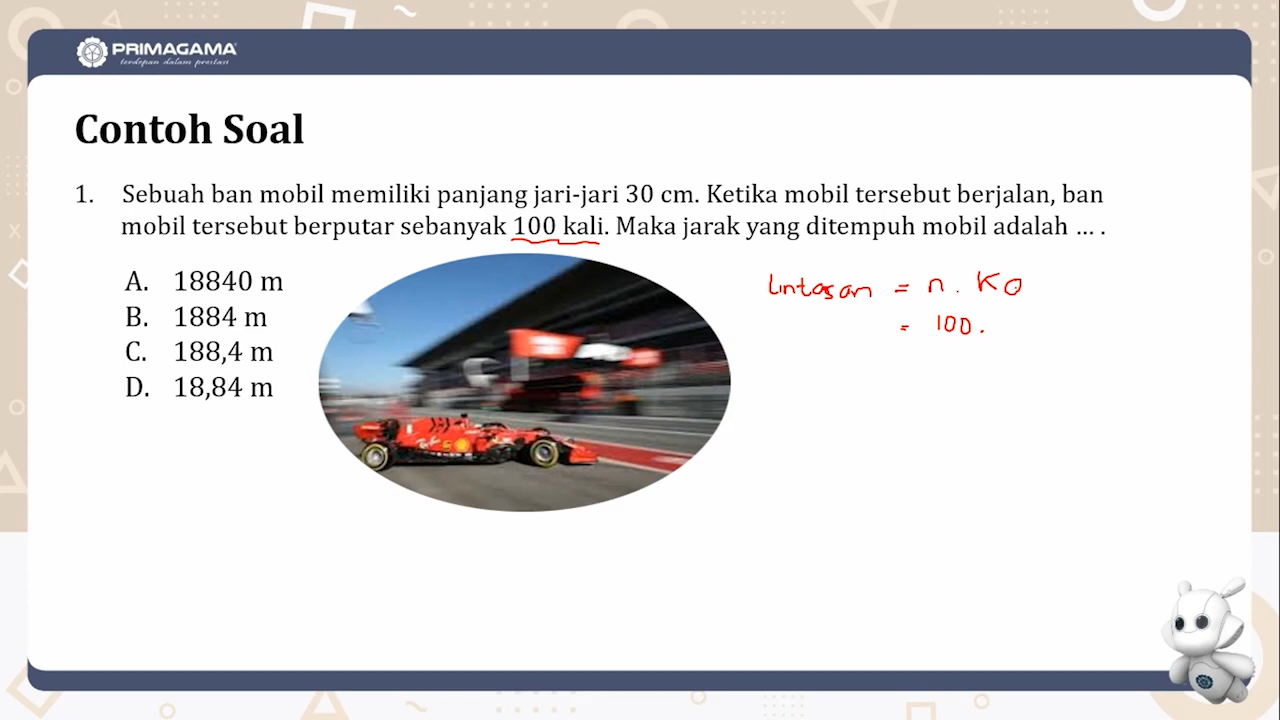 PRIMAGAMA
terdepan dalam prestasi
Contoh Soal
1. Sebuah ban mobil memiliki panjang jari-jari 30 cm. Ketika mobil tersebut berjalan, ban
mobil tersebut berputar sebanyak 100 kali. Maka jarak yang ditempuh mobil adalah ... .
A. 18840 m
B. 1884 m
C. 188,4 m
D. 18,84 m
Lintasan = n . K⊙
= 100 .